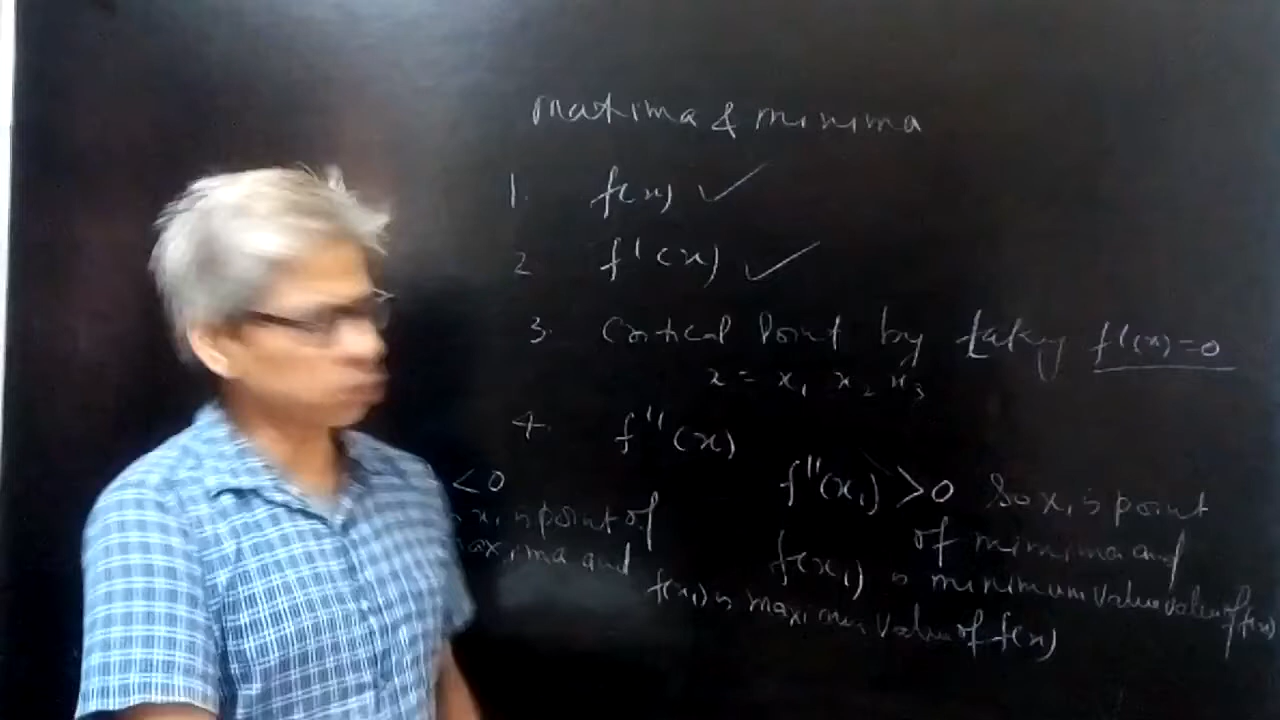 Maxima & minima
1. f(x) ✓
2 f'(x) ✓
3. Critical Point by taking f'(x)=0
x = x₁ x₂ x₃
4. f''(x)
<0
x₁ is point of
maxima and
f(x₁) is maximum value of f(x)
f''(x₁) >0 So x₁ is point
of minima and
f(x₁) is minimum value value of f(x)